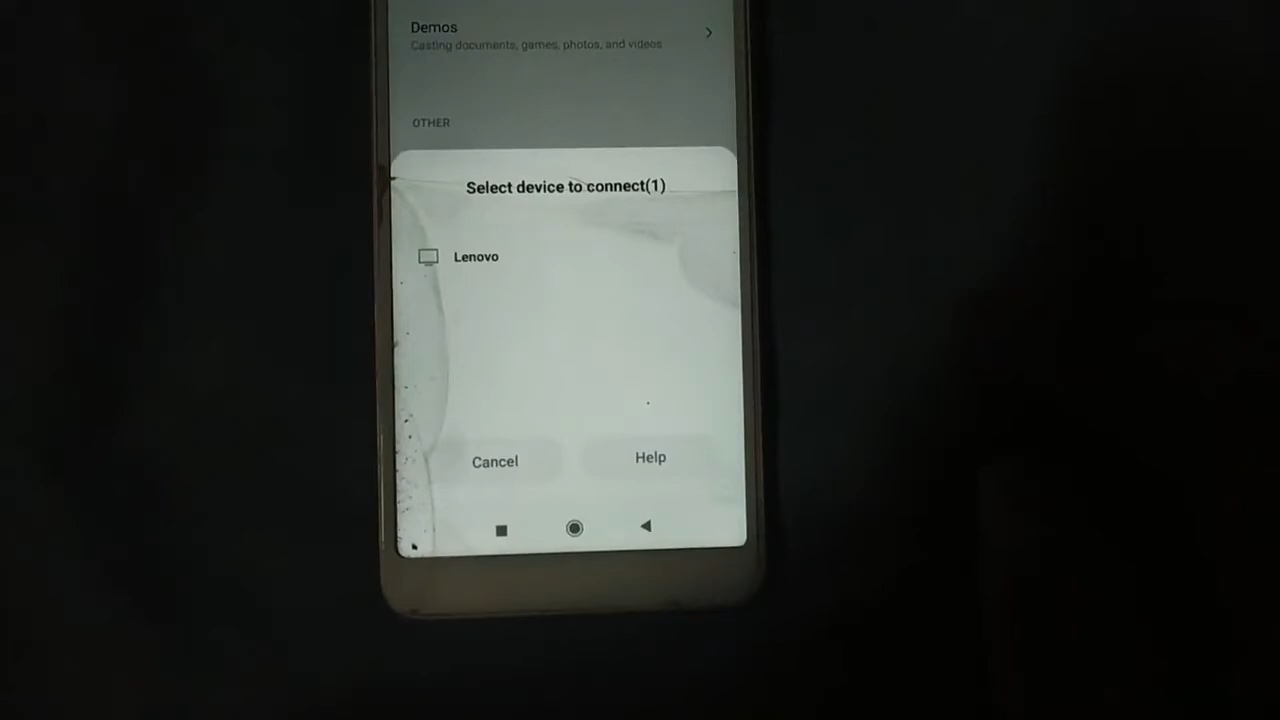 Demos
Casting documents, games, photos, and videos
OTHER
Select device to connect(1)
Lenovo
Cancel
Help